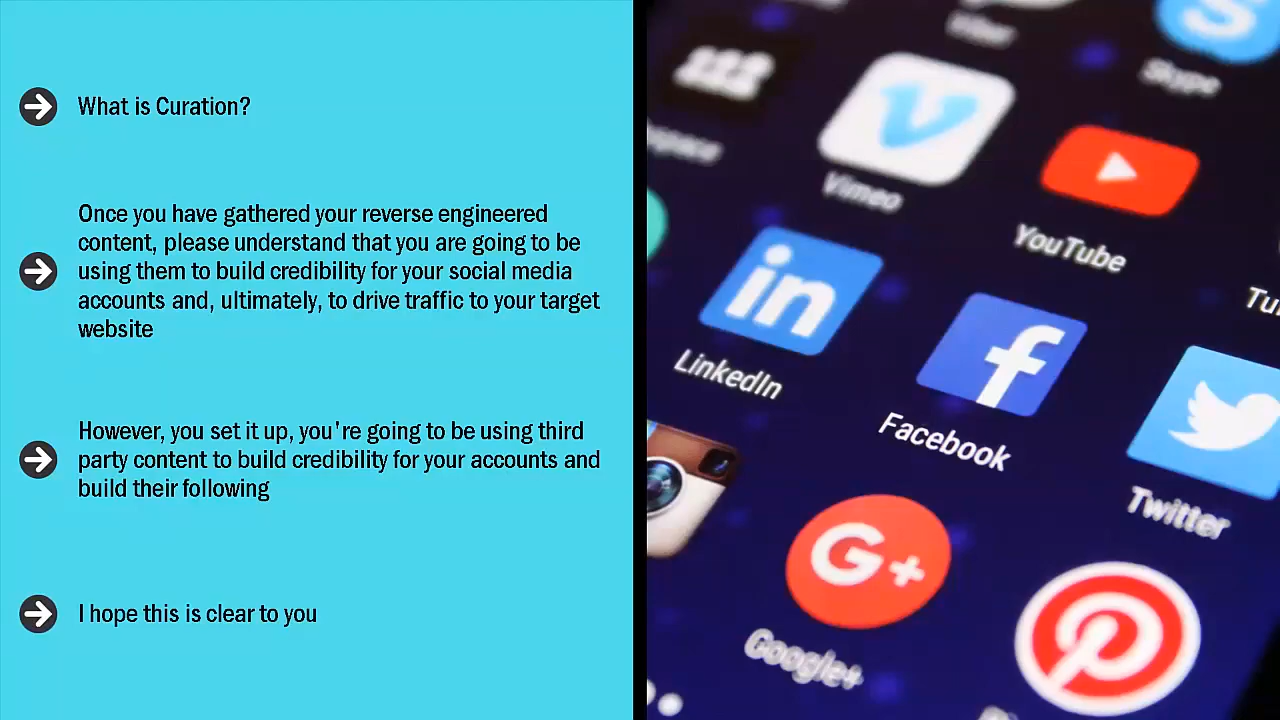 What is Curation?
Once you have gathered your reverse engineered
content, please understand that you are going to be
using them to build credibility for your social media
accounts and, ultimately, to drive traffic to your target
website
However, you set it up, you're going to be using third
party content to build credibility for your accounts and
build their following
I hope this is clear to you
Viber
Skype
Vimeo
YouTube
LinkedIn
Facebook
Twitter
G+
Google+